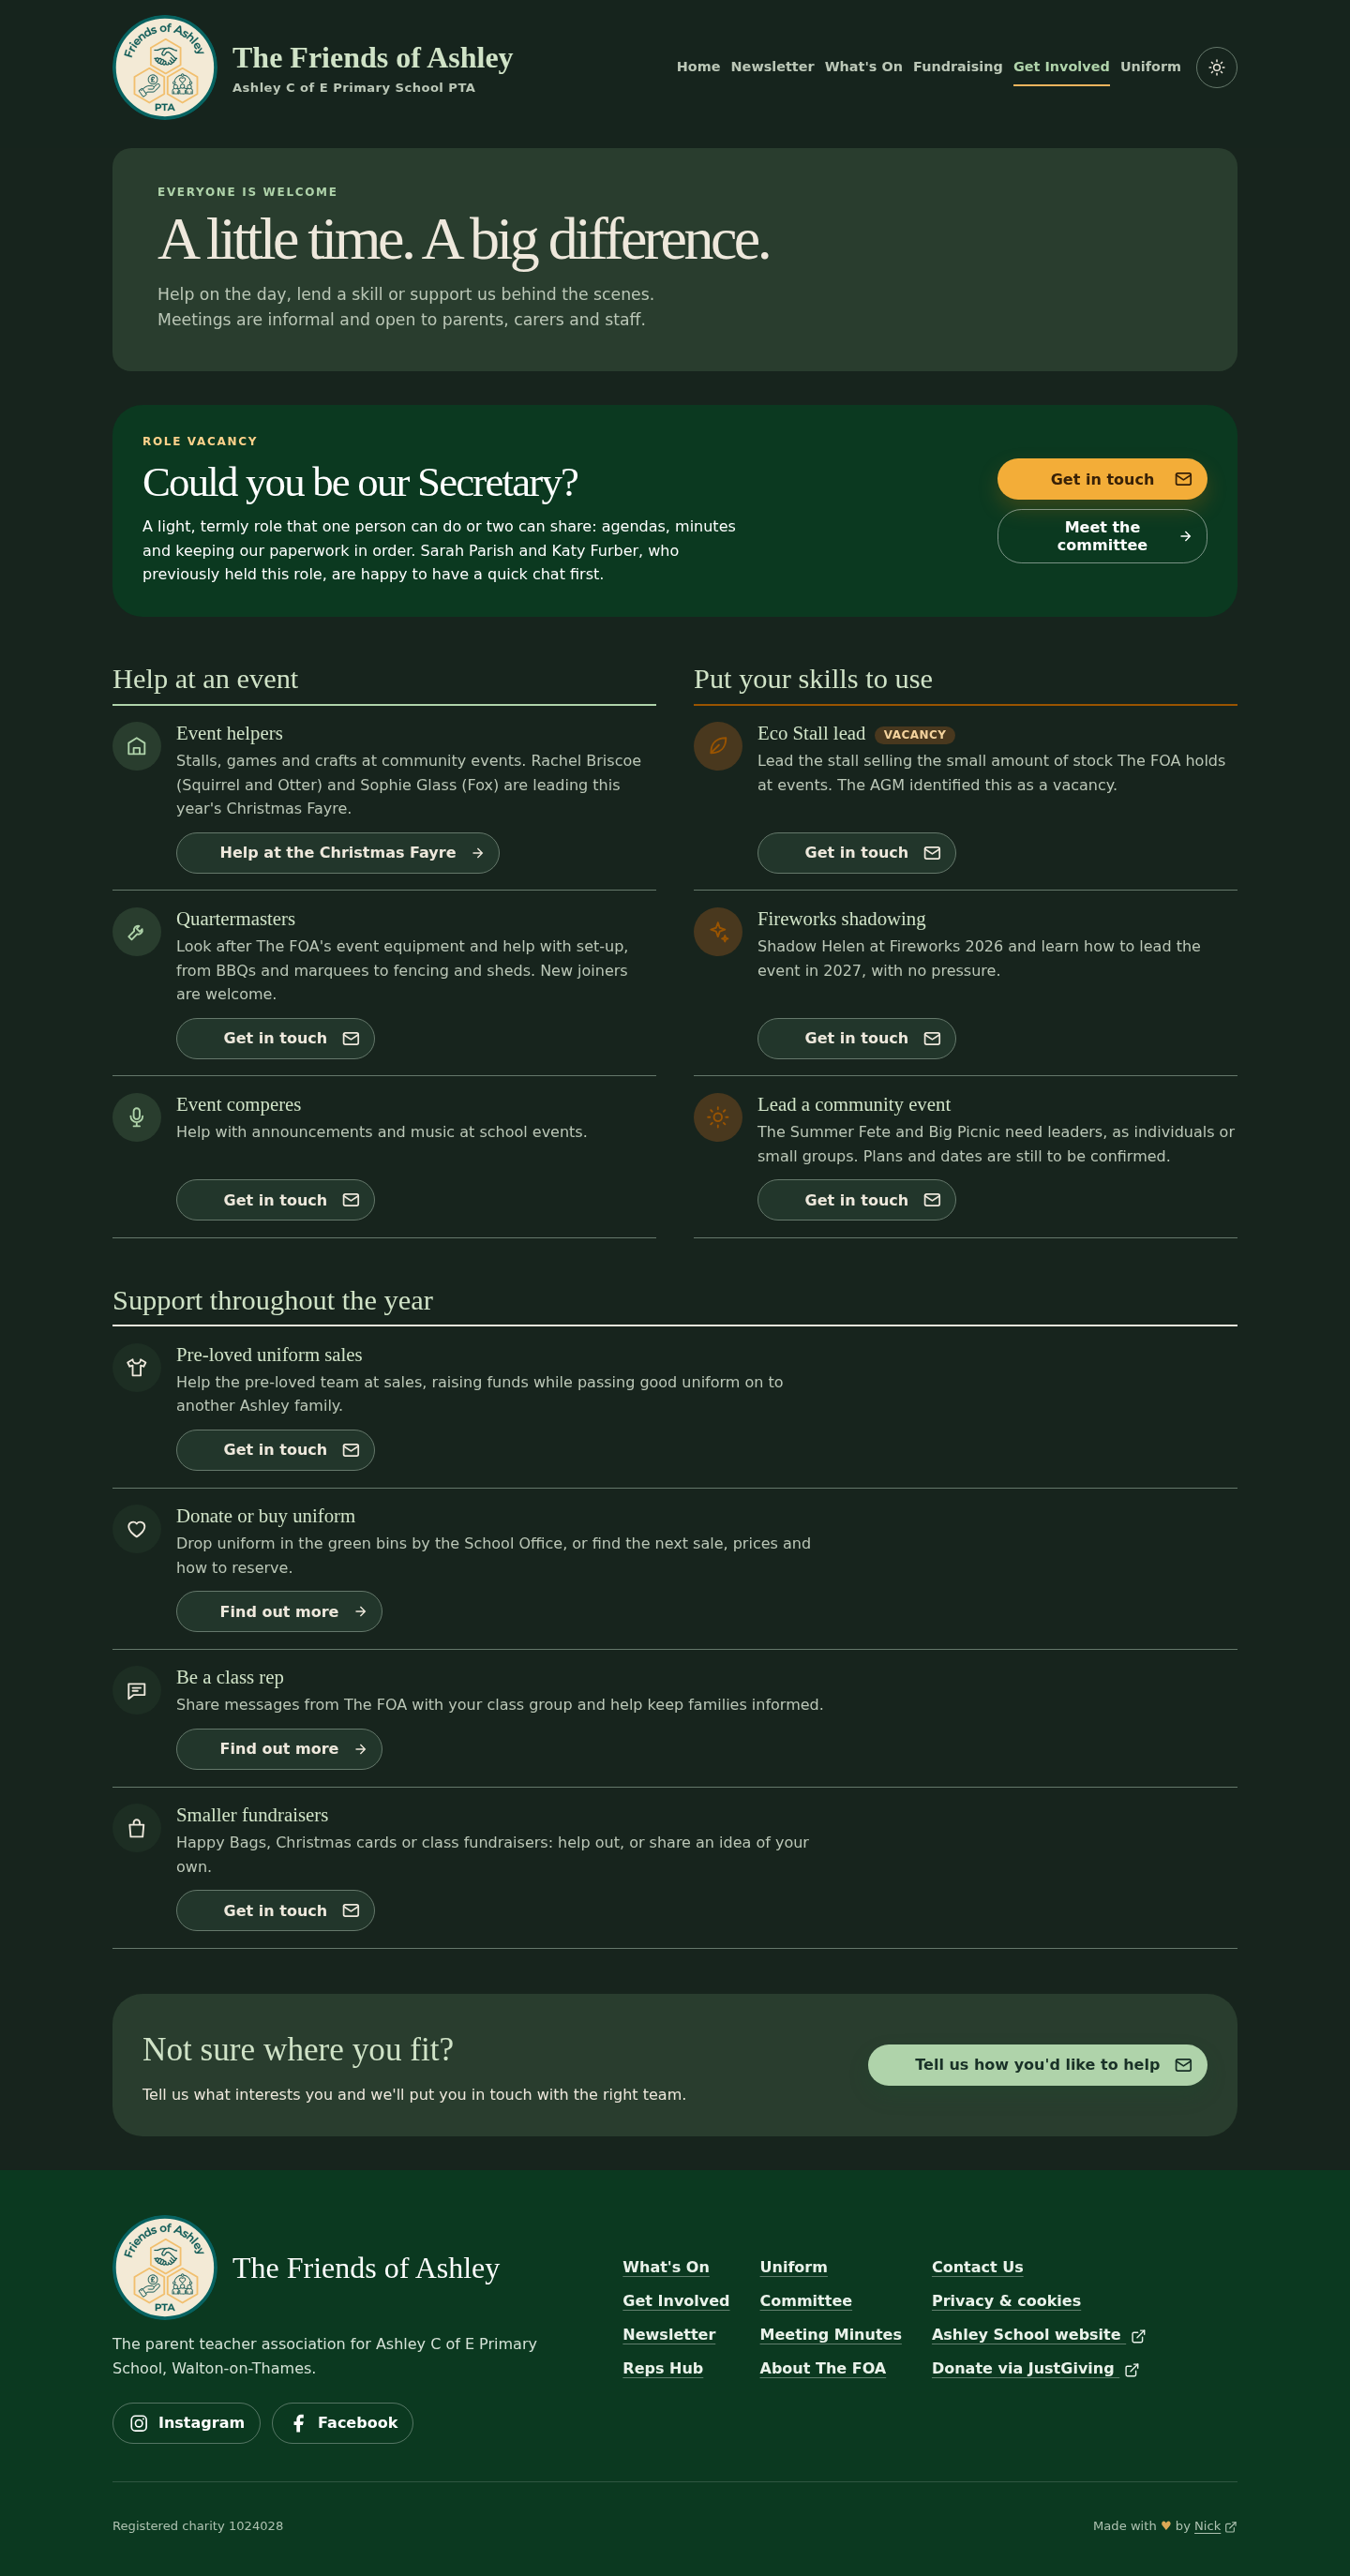 Friends of Ashley
£
PTA
The Friends of Ashley
Ashley C of E Primary School PTA
Home Newsletter What's On Fundraising Get Involved Uniform
EVERYONE IS WELCOME
A little time. A big difference.
Help on the day, lend a skill or support us behind the scenes.
Meetings are informal and open to parents, carers and staff.
ROLE VACANCY
Could you be our Secretary?
A light, termly role that one person can do or two can share: agendas, minutes
and keeping our paperwork in order. Sarah Parish and Katy Furber, who
previously held this role, are happy to have a quick chat first.
Get in touch
Meet the
committee
Help at an event
Event helpers
Stalls, games and crafts at community events. Rachel Briscoe
(Squirrel and Otter) and Sophie Glass (Fox) are leading this
year's Christmas Fayre.
Help at the Christmas Fayre
Quartermasters
Look after The FOA's event equipment and help with set-up,
from BBQs and marquees to fencing and sheds. New joiners
are welcome.
Get in touch
Event comperes
Help with announcements and music at school events.
Get in touch
Put your skills to use
Eco Stall lead VACANCY
Lead the stall selling the small amount of stock The FOA holds
at events. The AGM identified this as a vacancy.
Get in touch
Fireworks shadowing
Shadow Helen at Fireworks 2026 and learn how to lead the
event in 2027, with no pressure.
Get in touch
Lead a community event
The Summer Fete and Big Picnic need leaders, as individuals or
small groups. Plans and dates are still to be confirmed.
Get in touch
Support throughout the year
Pre-loved uniform sales
Help the pre-loved team at sales, raising funds while passing good uniform on to
another Ashley family.
Get in touch
Donate or buy uniform
Drop uniform in the green bins by the School Office, or find the next sale, prices and
how to reserve.
Find out more
Be a class rep
Share messages from The FOA with your class group and help keep families informed.
Find out more
Smaller fundraisers
Happy Bags, Christmas cards or class fundraisers: help out, or share an idea of your
own.
Get in touch
Not sure where you fit?
Tell us what interests you and we'll put you in touch with the right team.
Tell us how you'd like to help
Friends of Ashley
£
PTA
The Friends of Ashley
The parent teacher association for Ashley C of E Primary
School, Walton-on-Thames.
Instagram
Facebook
What's On
Get Involved
Newsletter
Reps Hub
Uniform
Committee
Meeting Minutes
About The FOA
Contact Us
Privacy & cookies
Ashley School website
Donate via JustGiving
Registered charity 1024028
Made with ♥ by Nick